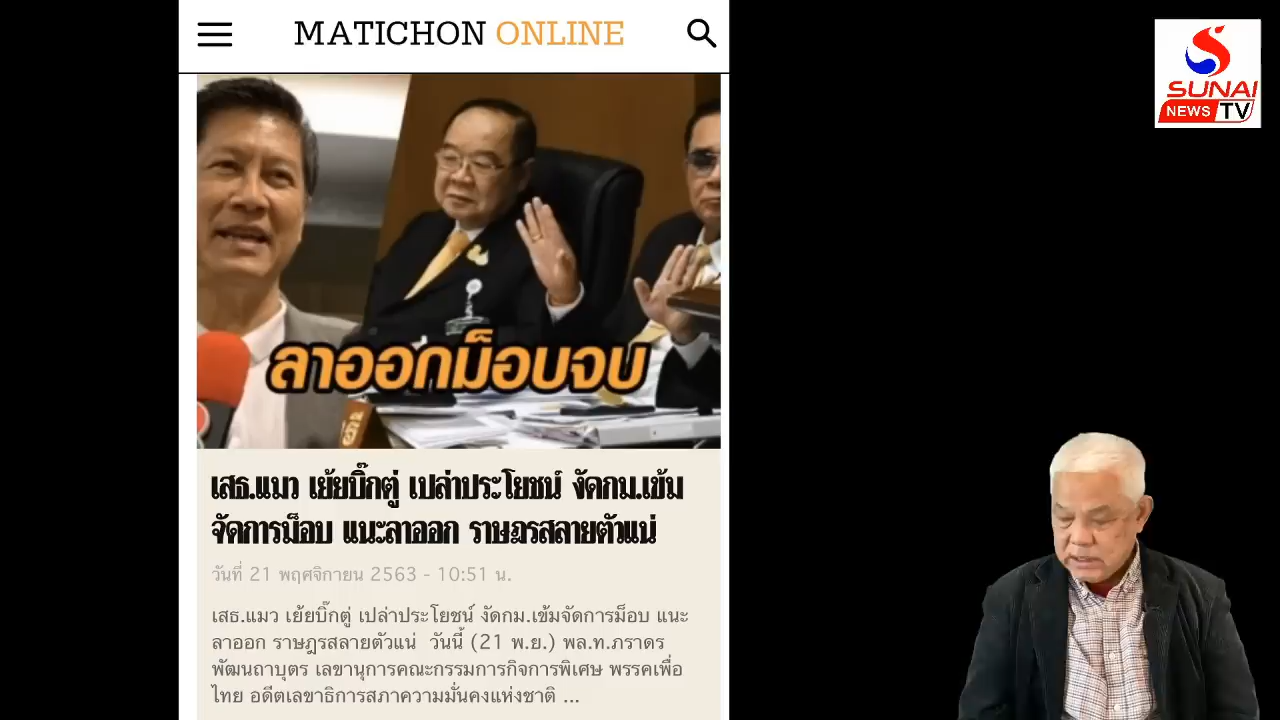 MATICHON ONLINE
SUNAI
NEWS TV
ลาออกม็อบจบ
เสธ.แมว เย้ยบิ๊กตู่ เปล่าประโยชน์ งัดกม.เข้ม
จัดการม็อบ แนะลาออก ราษฎรสลายตัวแน่
วันที่ 21 พฤศจิกายน 2563 - 10:51 น.
เสธ.แมว เย้ยบิ๊กตู่ เปล่าประโยชน์ งัดกม.เข้มจัดการม็อบ แนะ
ลาออก ราษฎรสลายตัวแน่ วันนี้ (21 พ.ย.) พล.ท.ภราดร
พัฒนถาบุตร เลขานุการคณะกรรมการกิจการพิเศษ พรรคเพื่อ
ไทย อดีตเลขาธิการสภาความมั่นคงแห่งชาติ ...